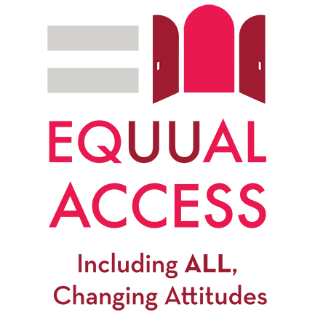 EQUUAL
ACCESS
Including ALL,
Changing Attitudes